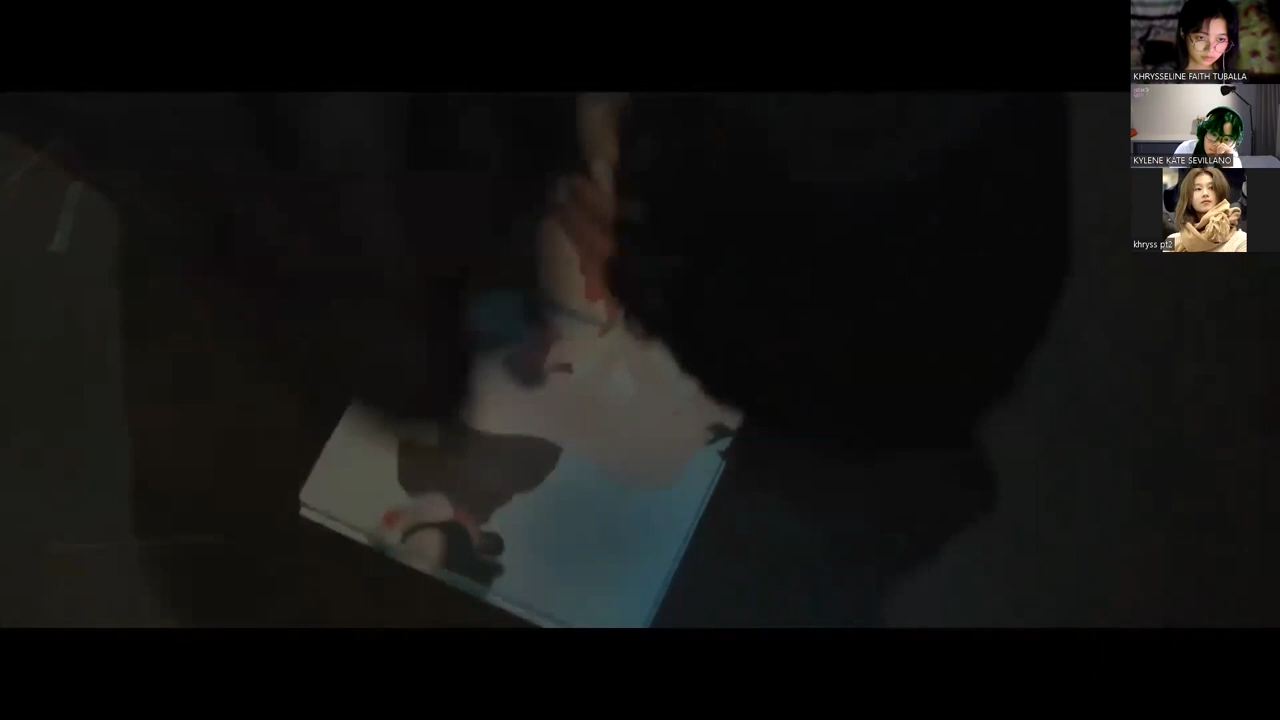 KHRYSSELINE FAITH TUBALLA
KYLENE KATE SEVILLANO
khryss pt2